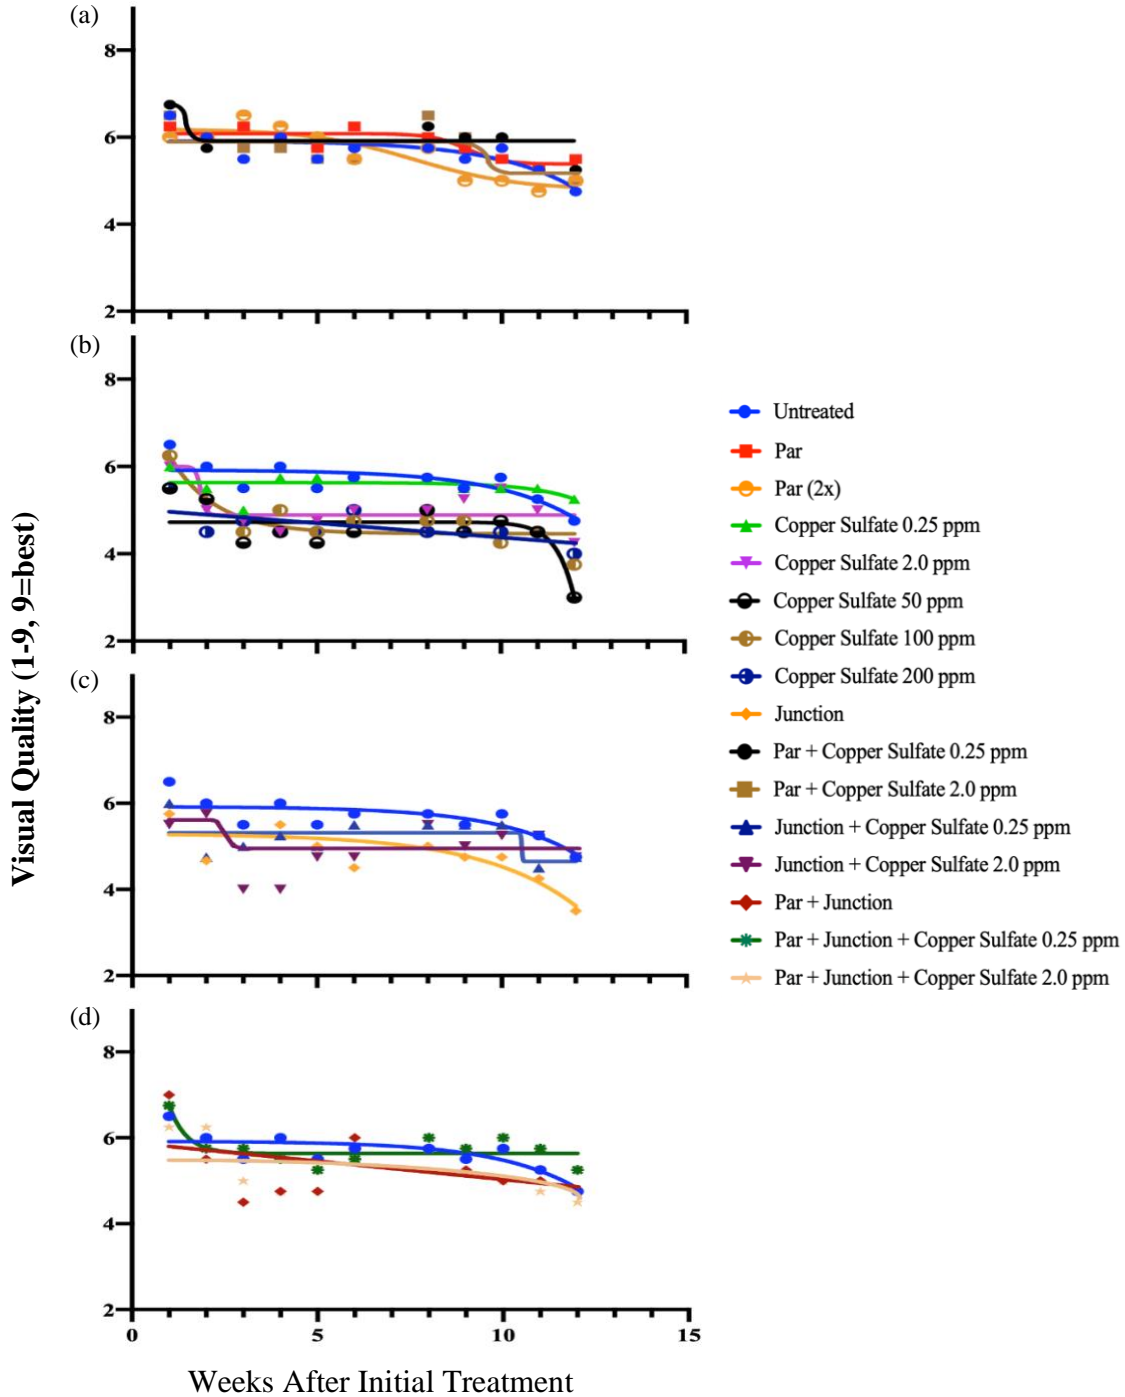 (a)
8
6
4
2
(b)
8
6
4
2
(c)
8
6
4
2
(d)
8
6
4
2
0
5
10
15
Visual Quality (1-9, 9=best)
Weeks After Initial Treatment
Untreated
Par
Par (2x)
Copper Sulfate 0.25 ppm
Copper Sulfate 2.0 ppm
Copper Sulfate 50 ppm
Copper Sulfate 100 ppm
Copper Sulfate 200 ppm
Junction
Par + Copper Sulfate 0.25 ppm
Par + Copper Sulfate 2.0 ppm
Junction + Copper Sulfate 0.25 ppm
Junction + Copper Sulfate 2.0 ppm
Par + Junction
Par + Junction + Copper Sulfate 0.25 ppm
Par + Junction + Copper Sulfate 2.0 ppm